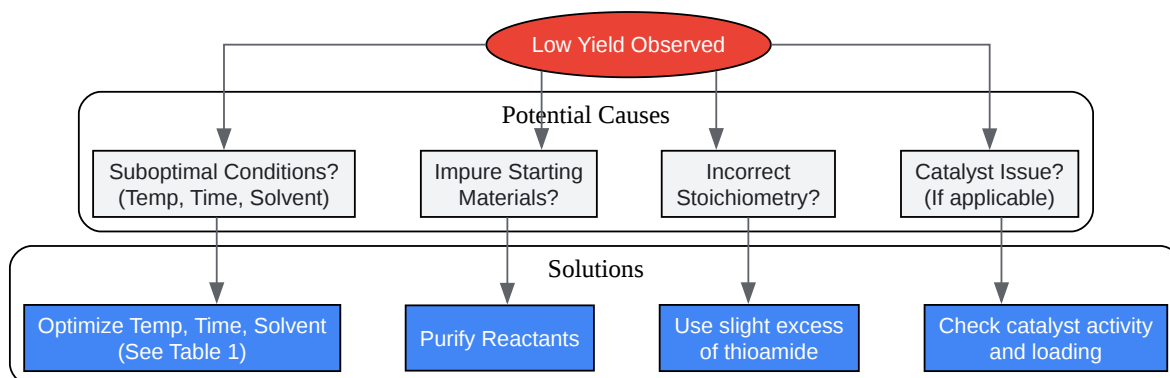 Low Yield Observed
Potential Causes
Suboptimal Conditions?
(Temp, Time, Solvent)
Impure Starting
Materials?
Incorrect
Stoichiometry?
Catalyst Issue?
(If applicable)
Solutions
Optimize Temp, Time, Solvent
(See Table 1)
Purify Reactants
Use slight excess
of thioamide
Check catalyst activity
and loading